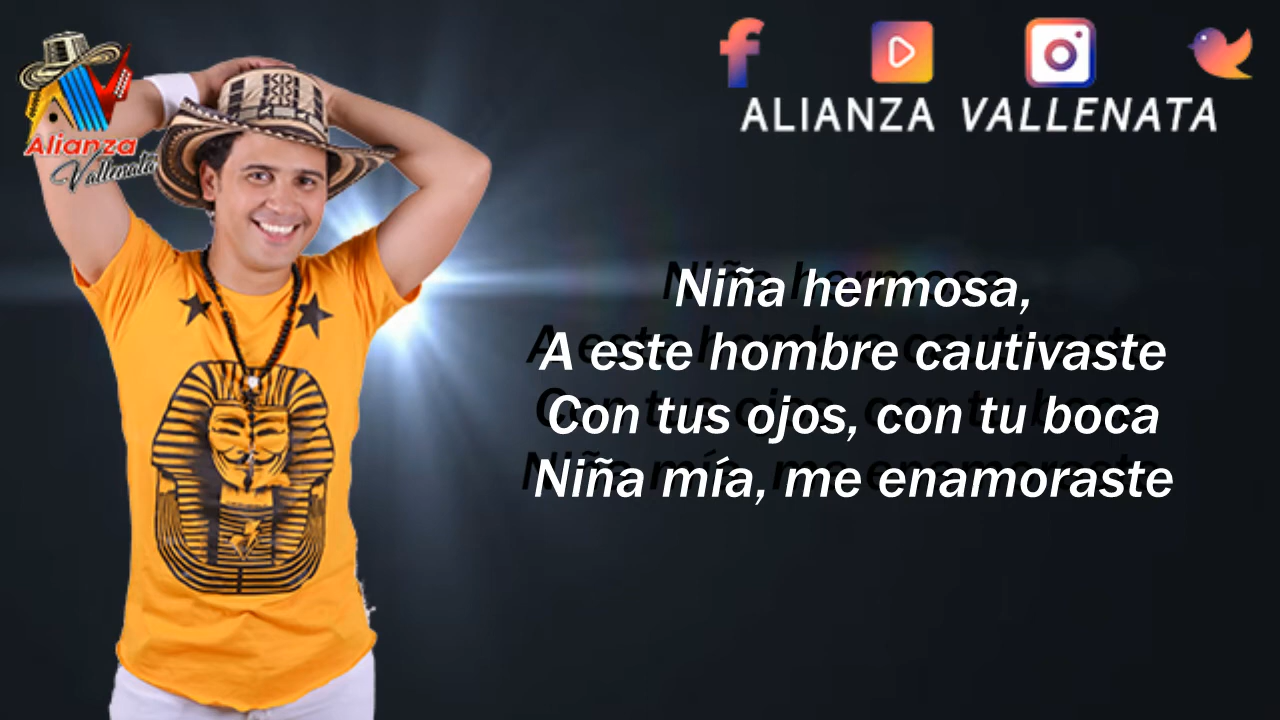 Alianza
Vallenata
ALIANZA VALLENATA
Niña hermosa,
A este hombre cautivaste
Con tus ojos, con tu boca
Niña mía, me enamoraste